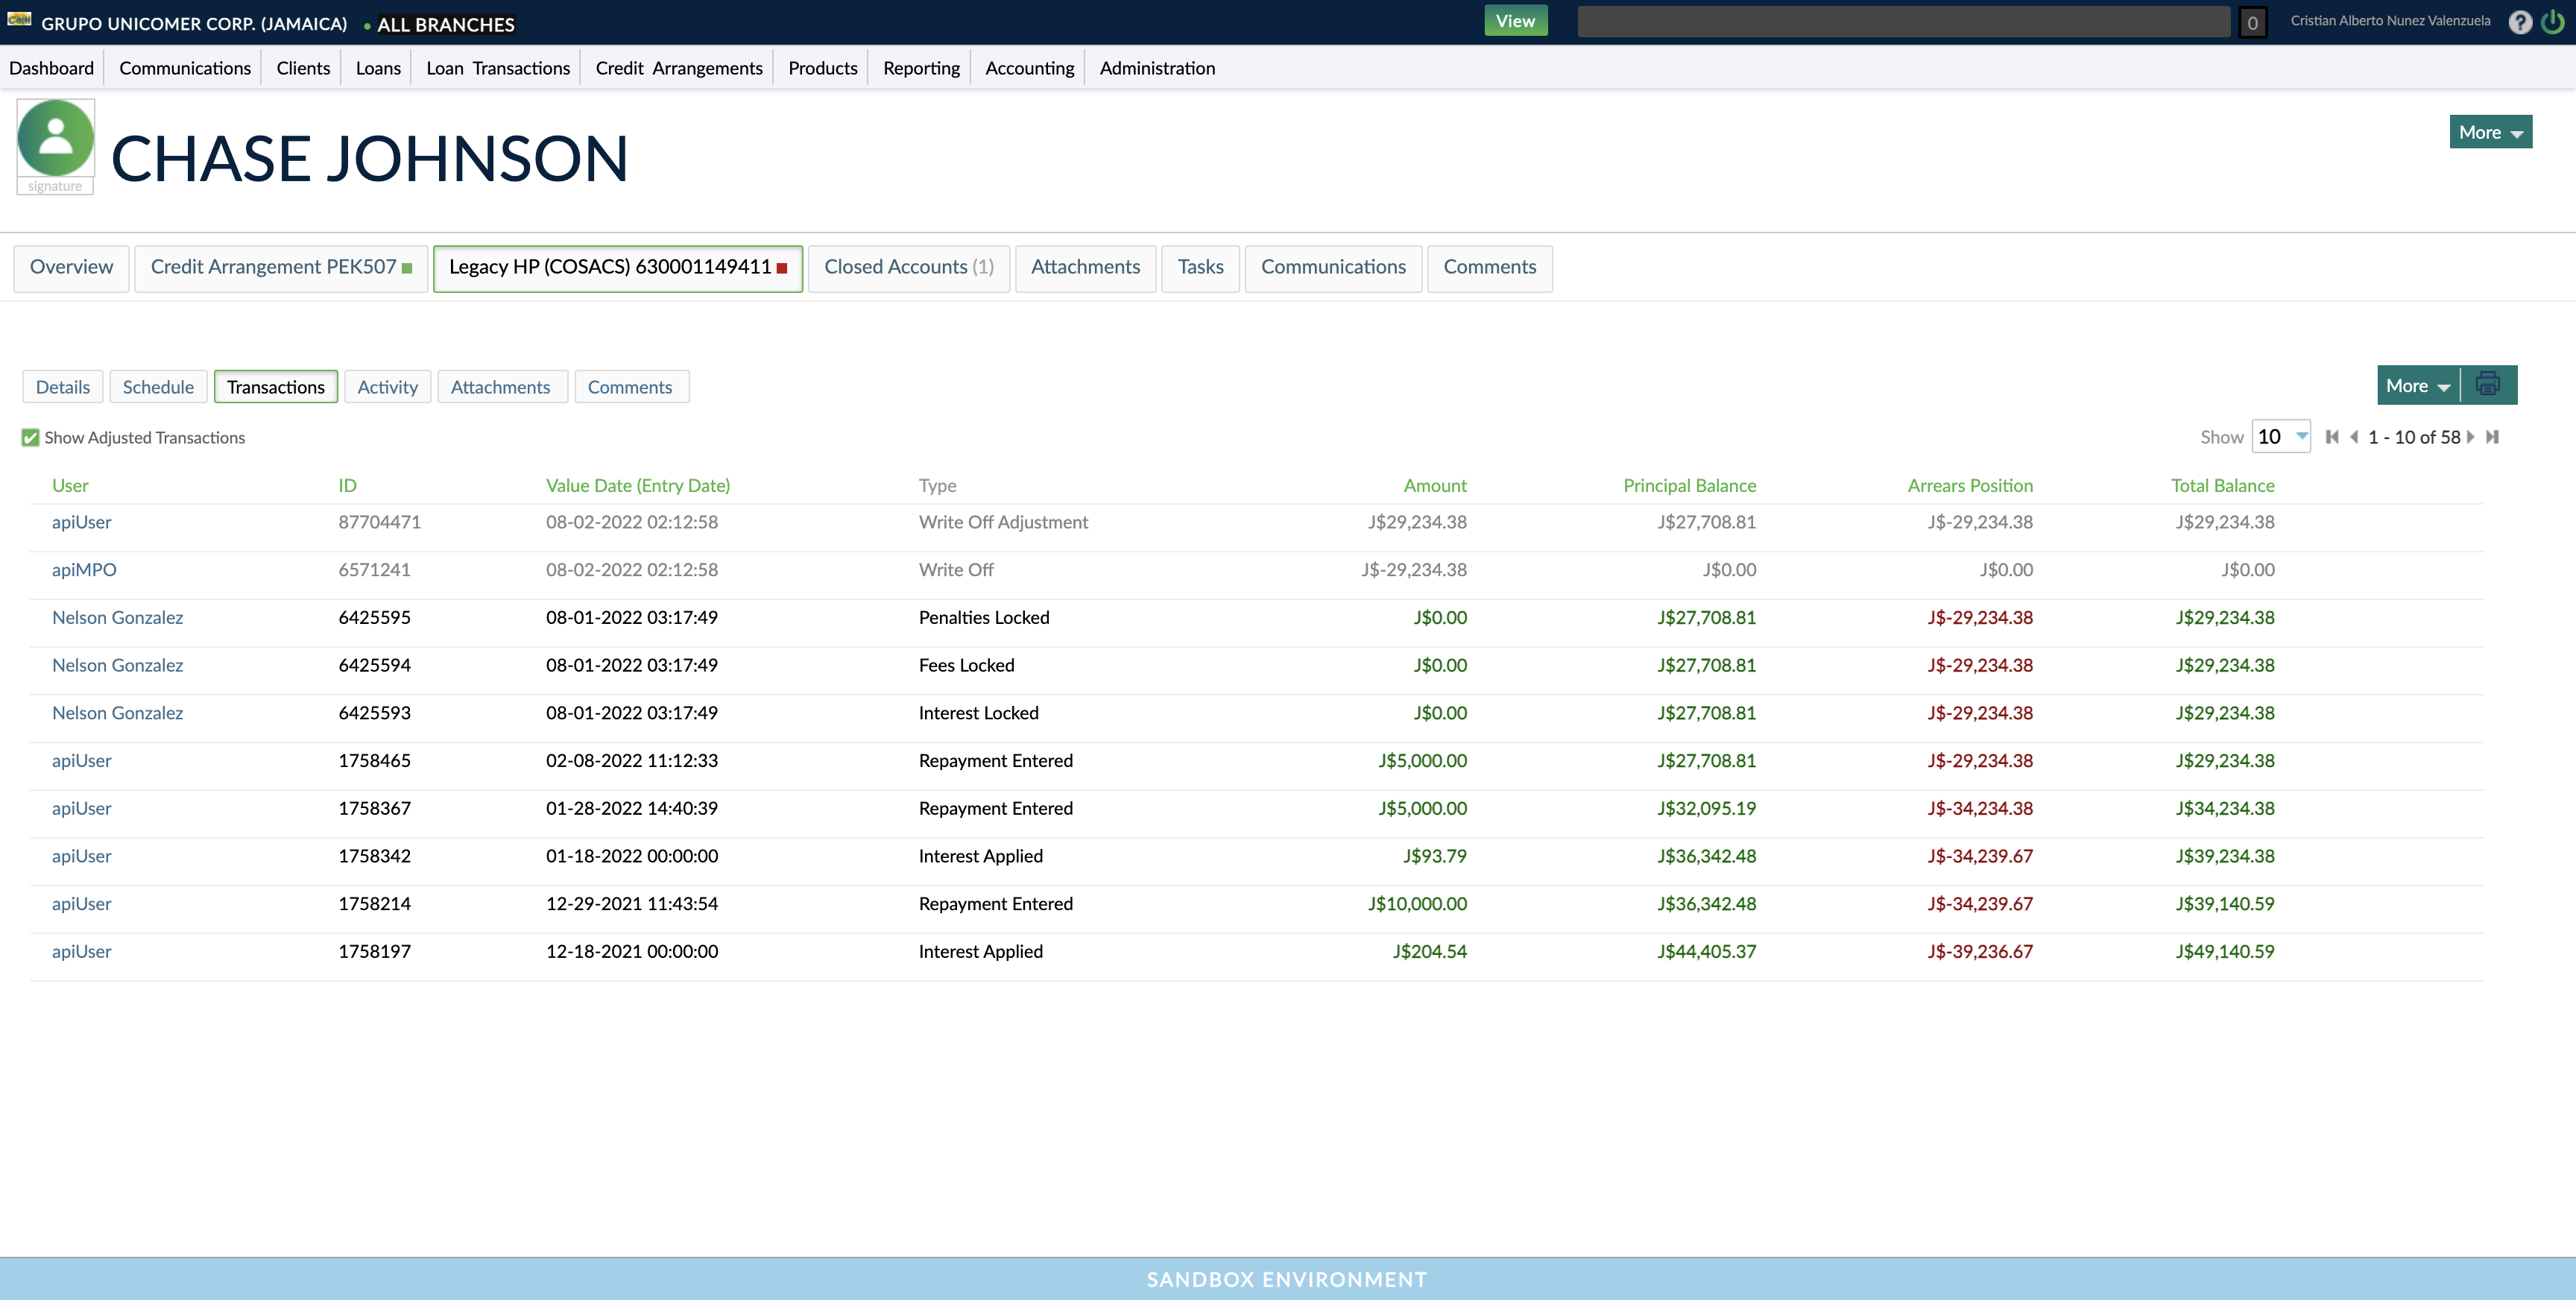 GRUPO UNICOMER CORP. (JAMAICA) • ALL BRANCHES View 0 Cristian Alberto Nunez Valenzuela ?
Dashboard Communications Clients Loans Loan Transactions Credit Arrangements Products Reporting Accounting Administration
CHASE JOHNSON More
signature
Overview Credit Arrangement PEK507 Legacy HP (COSACS) 630001149411 Closed Accounts (1) Attachments Tasks Communications Comments
Details Schedule Transactions Activity Attachments Comments More
Show Adjusted Transactions Show 10 1 - 10 of 58
User ID Value Date (Entry Date) Type Amount Principal Balance Arrears Position Total Balance
apiUser 87704471 08-02-2022 02:12:58 Write Off Adjustment J$29,234.38 J$27,708.81 J$-29,234.38 J$29,234.38
apiMPO 6571241 08-02-2022 02:12:58 Write Off J$-29,234.38 J$0.00 J$0.00 J$0.00
Nelson Gonzalez 6425595 08-01-2022 03:17:49 Penalties Locked J$0.00 J$27,708.81 J$-29,234.38 J$29,234.38
Nelson Gonzalez 6425594 08-01-2022 03:17:49 Fees Locked J$0.00 J$27,708.81 J$-29,234.38 J$29,234.38
Nelson Gonzalez 6425593 08-01-2022 03:17:49 Interest Locked J$0.00 J$27,708.81 J$-29,234.38 J$29,234.38
apiUser 1758465 02-08-2022 11:12:33 Repayment Entered J$5,000.00 J$27,708.81 J$-29,234.38 J$29,234.38
apiUser 1758367 01-28-2022 14:40:39 Repayment Entered J$5,000.00 J$32,095.19 J$-34,234.38 J$34,234.38
apiUser 1758342 01-18-2022 00:00:00 Interest Applied J$93.79 J$36,342.48 J$-34,239.67 J$39,234.38
apiUser 1758214 12-29-2021 11:43:54 Repayment Entered J$10,000.00 J$36,342.48 J$-34,239.67 J$39,140.59
apiUser 1758197 12-18-2021 00:00:00 Interest Applied J$204.54 J$44,405.37 J$-39,236.67 J$49,140.59
SANDBOX ENVIRONMENT